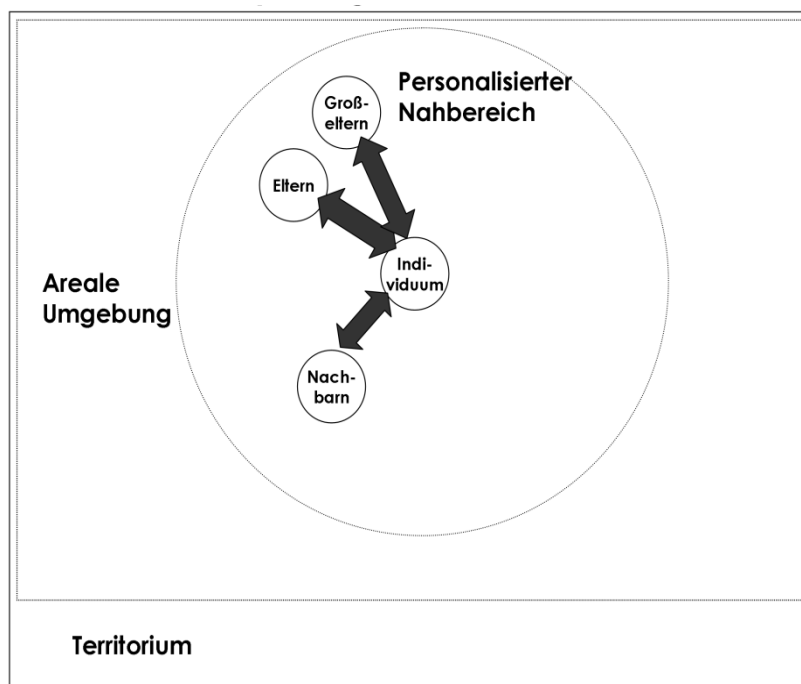 Personalisierter
Nahbereich
Groß-
eltern
Eltern
Indi-
viduum
Areale
Umgebung
Nach-
barn
Territorium